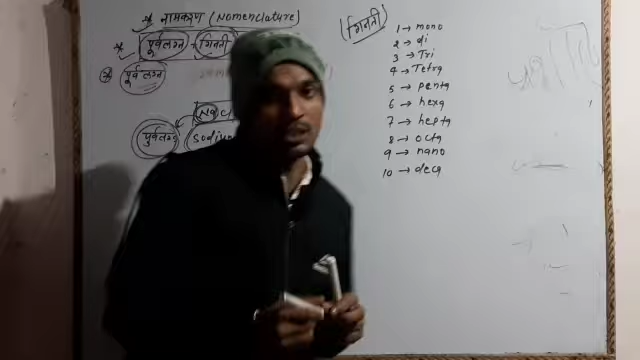 * नामकरण (Nomenclature)
* पूर्वलग्न + गिनती
* पूर्वलग्न
पूर्वलग्न Sodiu
(गिनती)
1 → mono
2 → di
3 → Tri
4 → Tetra
5 → penta
6 → hexa
7 → hepta
8 → octa
9 → nano
10 → deca